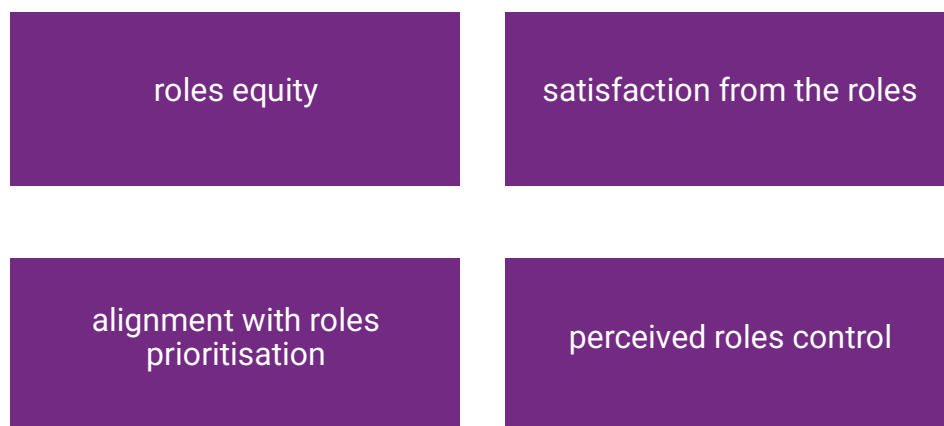 roles equity
satisfaction from the roles
alignment with roles
prioritisation
perceived roles control